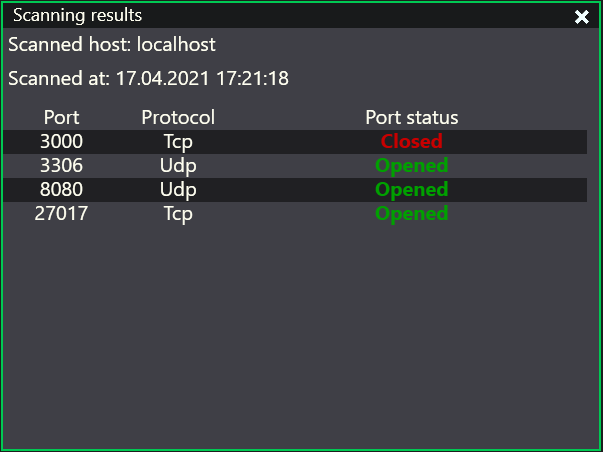 Scanning results
Scanned host: localhost
Scanned at: 17.04.2021 17:21:18
Port Protocol Port status
3000 Tcp Closed
3306 Udp Opened
8080 Udp Opened
27017 Tcp Opened